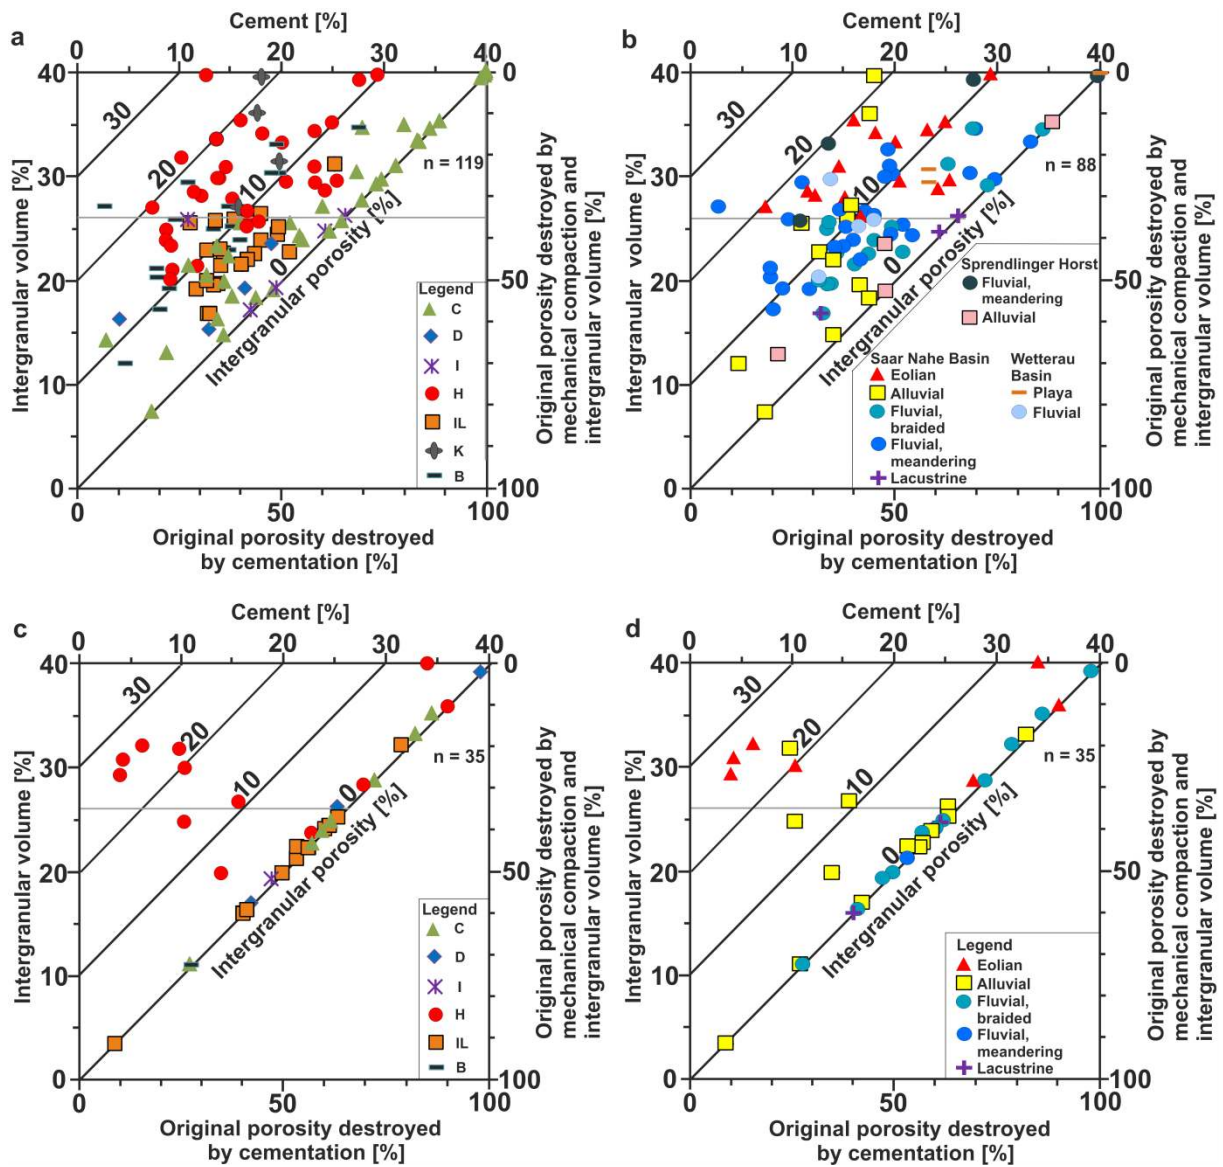 a
Cement [%]
0 10 20 30 40
40
30
20
10
0
Intergranular volume [%]
30
20
10
0
Intergranular porosity [%]
n = 119
0
50
100
Original porosity destroyed by
mechanical compaction and
intergranular volume [%]
Legend
C
D
I
H
IL
K
B
0 50 100
Original porosity destroyed
by cementation [%]
b
Cement [%]
0 10 20 30 40
40
30
20
10
0
Intergranular volume [%]
30
20
10
0
Intergranular porosity [%]
n = 88
0
50
100
Original porosity destroyed by
mechanical compaction and
intergranular volume [%]
Sprendlinger Horst
Fluvial,
meandering
Alluvial
Saar Nahe Basin
Eolian
Alluvial
Fluvial,
braided
Fluvial,
meandering
Lacustrine
Wetterau
Basin
Playa
Fluvial
0 50 100
Original porosity destroyed
by cementation [%]
c
Cement [%]
0 10 20 30 40
40
30
20
10
0
Intergranular volume [%]
30
20
10
0
Intergranular porosity [%]
n = 35
0
50
100
Original porosity destroyed by
mechanical compaction and
intergranular volume [%]
Legend
C
D
I
H
IL
B
0 50 100
Original porosity destroyed
by cementation [%]
d
Cement [%]
0 10 20 30 40
40
30
20
10
0
Intergranular volume [%]
30
20
10
0
Intergranular porosity [%]
n = 35
0
50
100
Original porosity destroyed by
mechanical compaction and
intergranular volume [%]
Legend
Eolian
Alluvial
Fluvial,
braided
Fluvial,
meandering
Lacustrine
0 50 100
Original porosity destroyed
by cementation [%]